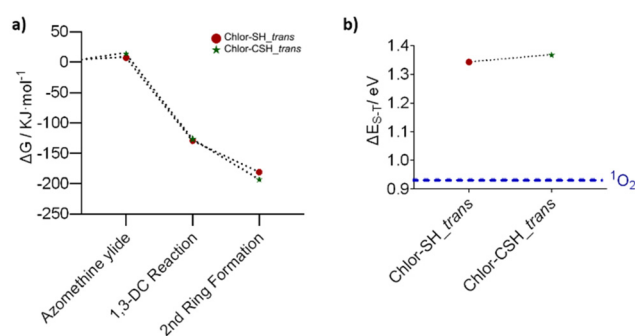 a)
Chlor-SH_trans
Chlor-CSH_trans
ΔG / KJ·mol⁻¹
50
0
-50
-100
-150
-200
-250
Azomethine ylide
1,3-DC Reaction
2nd Ring Formation
b)
ΔE_S-T/ eV
1.4
1.3
1.2
1.1
1.0
0.9
¹O₂
Chlor-SH_trans
Chlor-CSH_trans